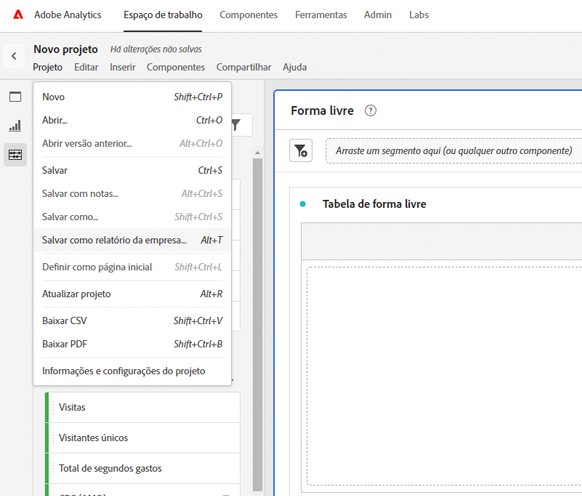 Adobe Analytics Espaço de trabalho Componentes Ferramentas Admin Labs
Novo projeto Há alterações não salvas
Projeto Editar Inserir Componentes Compartilhar Ajuda
Novo Shift+Ctrl+P
Abrir... Ctrl+O
Abrir versão anterior... Alt+Ctrl+O
Salvar Ctrl+S
Salvar com notas... Alt+Ctrl+S
Salvar como... Shift+Ctrl+S
Salvar como relatório da empresa... Alt+T
Definir como página inicial Shift+Ctrl+L
Atualizar projeto Alt+R
Baixar CSV Shift+Ctrl+V
Baixar PDF Shift+Ctrl+B
Informações e configurações do projeto
Visitas
Visitantes únicos
Total de segundos gastos
Forma livre ?
Arraste um segmento aqui (ou qualquer outro componente)
Tabela de forma livre